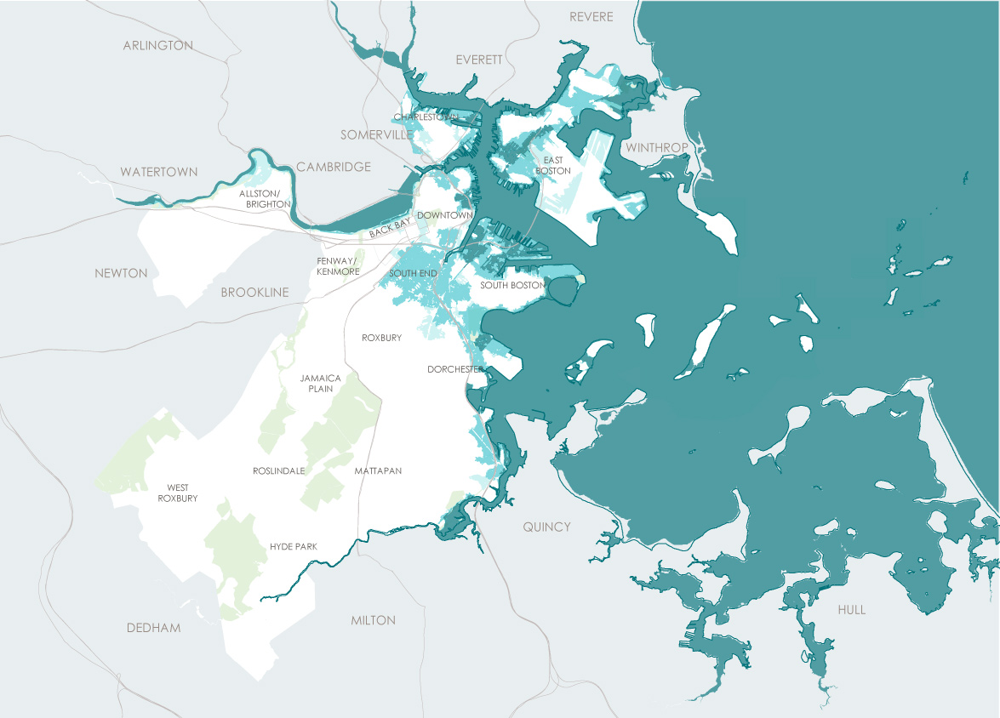 REVERE
ARLINGTON
EVERETT
CHARLESTOWN
SOMERVILLE
WINTHROP
EAST
BOSTON
CAMBRIDGE
WATERTOWN
ALLSTON/
BRIGHTON
DOWNTOWN
BACK BAY
FENWAY/
KENMORE
NEWTON
SOUTH END
SOUTH BOSTON
BROOKLINE
ROXBURY
DORCHESTER
JAMAICA
PLAIN
ROSLINDALE
MATTAPAN
WEST
ROXBURY
QUINCY
HYDE PARK
HULL
MILTON
DEDHAM